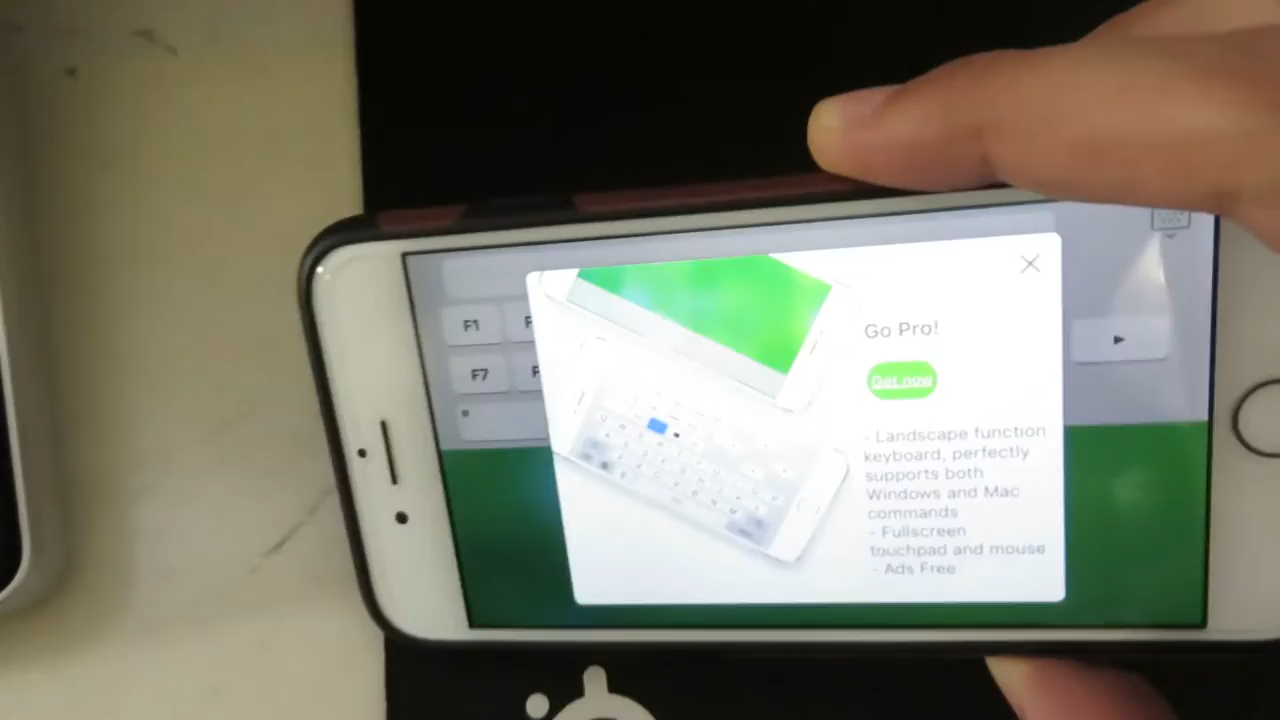 F1
F7
Go Pro!
Get now
- Landscape function
keyboard, perfectly
supports both
Windows and Mac
commands
- Fullscreen
touchpad and mouse
- Ads Free